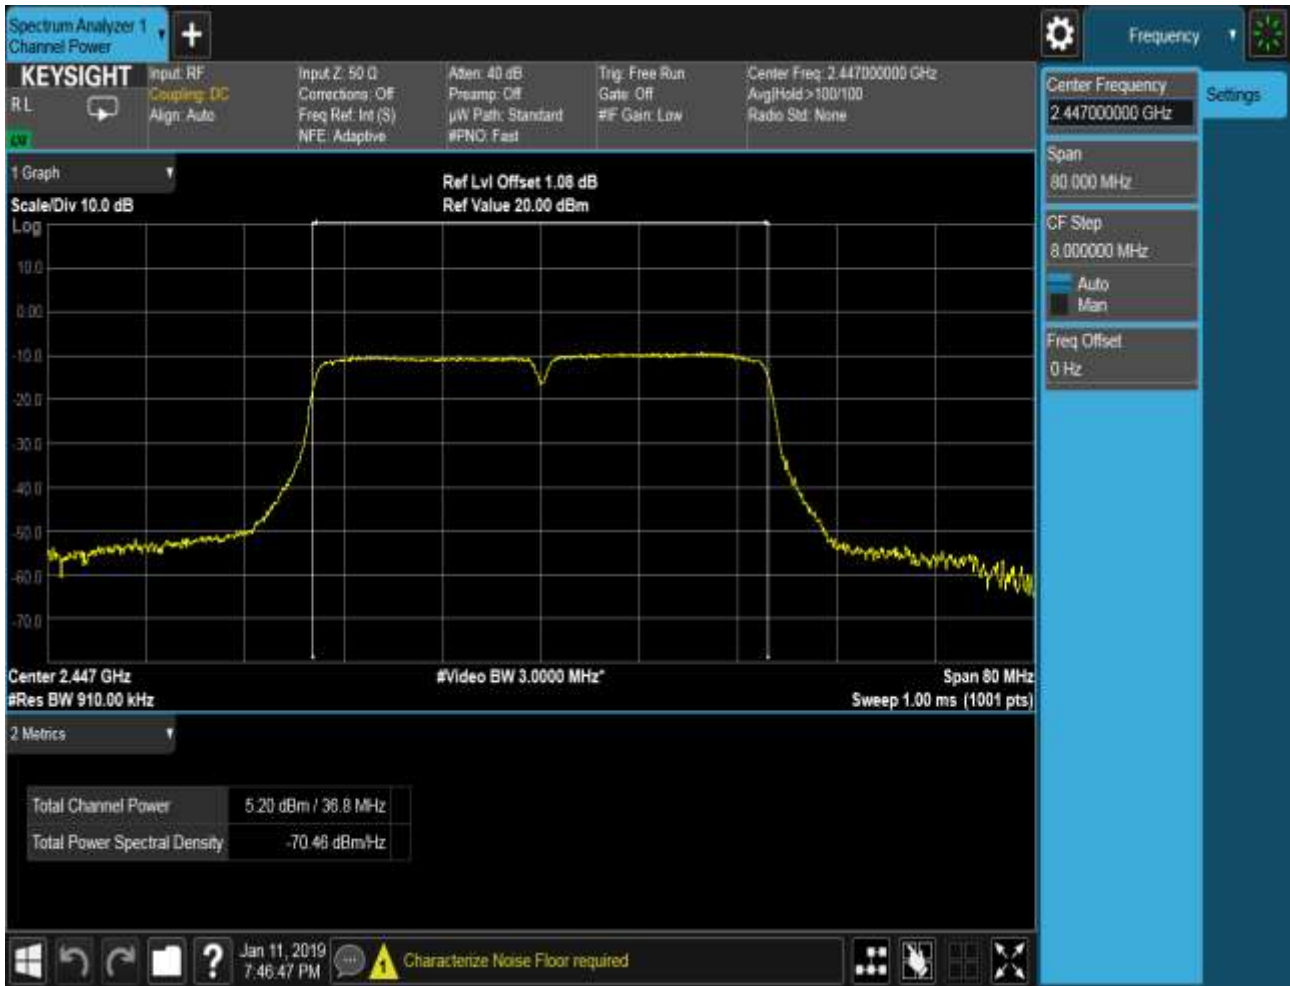 Spectrum Analyzer 1
Channel Power
+
Frequency
KEYSIGHT
R L
LXI
Input: RF
Coupling: DC
Align: Auto
Input Z: 50 Ω
Corrections: Off
Freq Ref: Int (S)
NFE: Adaptive
Atten: 40 dB
Preamp: Off
µW Path: Standard
#PNO: Fast
Trig: Free Run
Gate: Off
#IF Gain: Low
Center Freq: 2.447000000 GHz
Avg|Hold:>100/100
Radio Std: None
Center Frequency
2.447000000 GHz
Settings
Span
80.000 MHz
CF Step
8.000000 MHz
Auto
Man
Freq Offset
0 Hz
1 Graph
Scale/Div 10.0 dB
Ref Lvl Offset 1.08 dB
Ref Value 20.00 dBm
Log
10.0
0.00
-10.0
-20.0
-30.0
-40.0
-50.0
-60.0
-70.0
Center 2.447 GHz
#Video BW 3.0000 MHz*
Span 80 MHz
#Res BW 910.00 kHz
Sweep 1.00 ms (1001 pts)
2 Metrics
Total Channel Power 5.20 dBm / 36.8 MHz
Total Power Spectral Density -70.46 dBm/Hz
?
Jan 11, 2019
7:46:47 PM
1
Characterize Noise Floor required